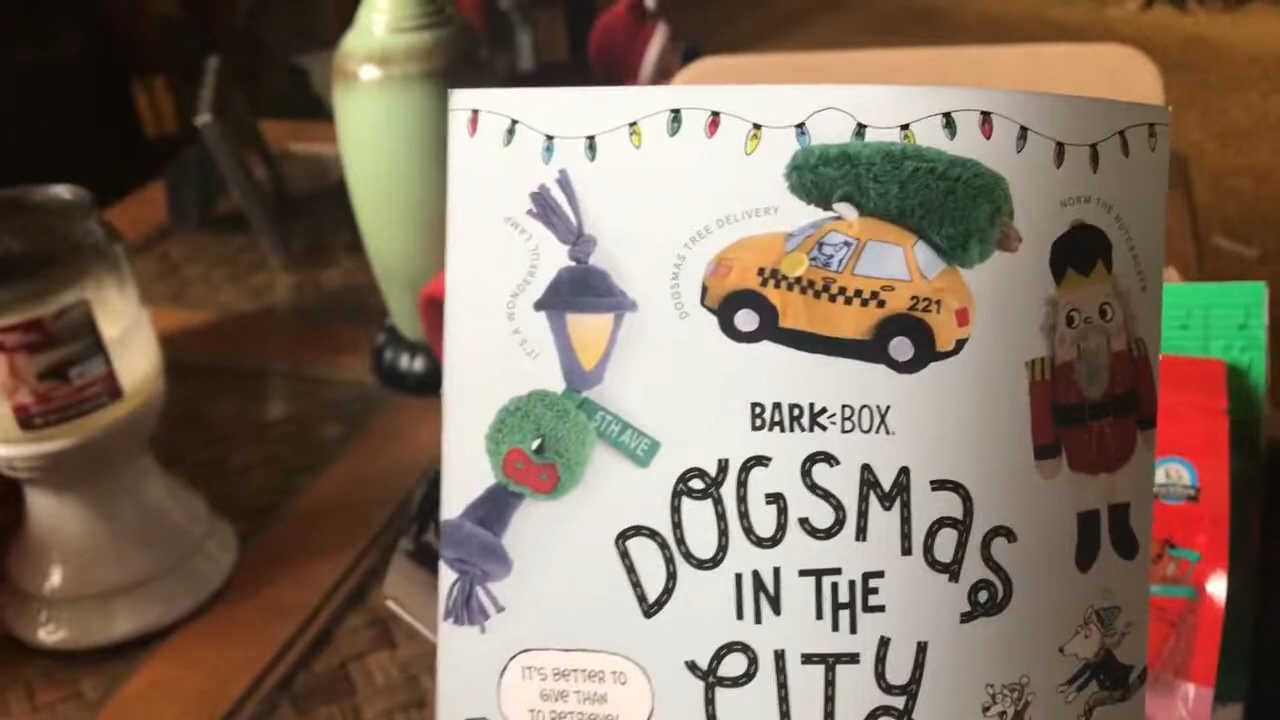 IT'S A WONDERFUL LAMP
DOGSMAS TREE DELIVERY
NORM THE NUTCRACKER
221
5TH AVE
BARK BOX
DOGSMAS
IN THE
CITY
IT'S BETTER TO
GIVE THAN
TO RETRIEVE!